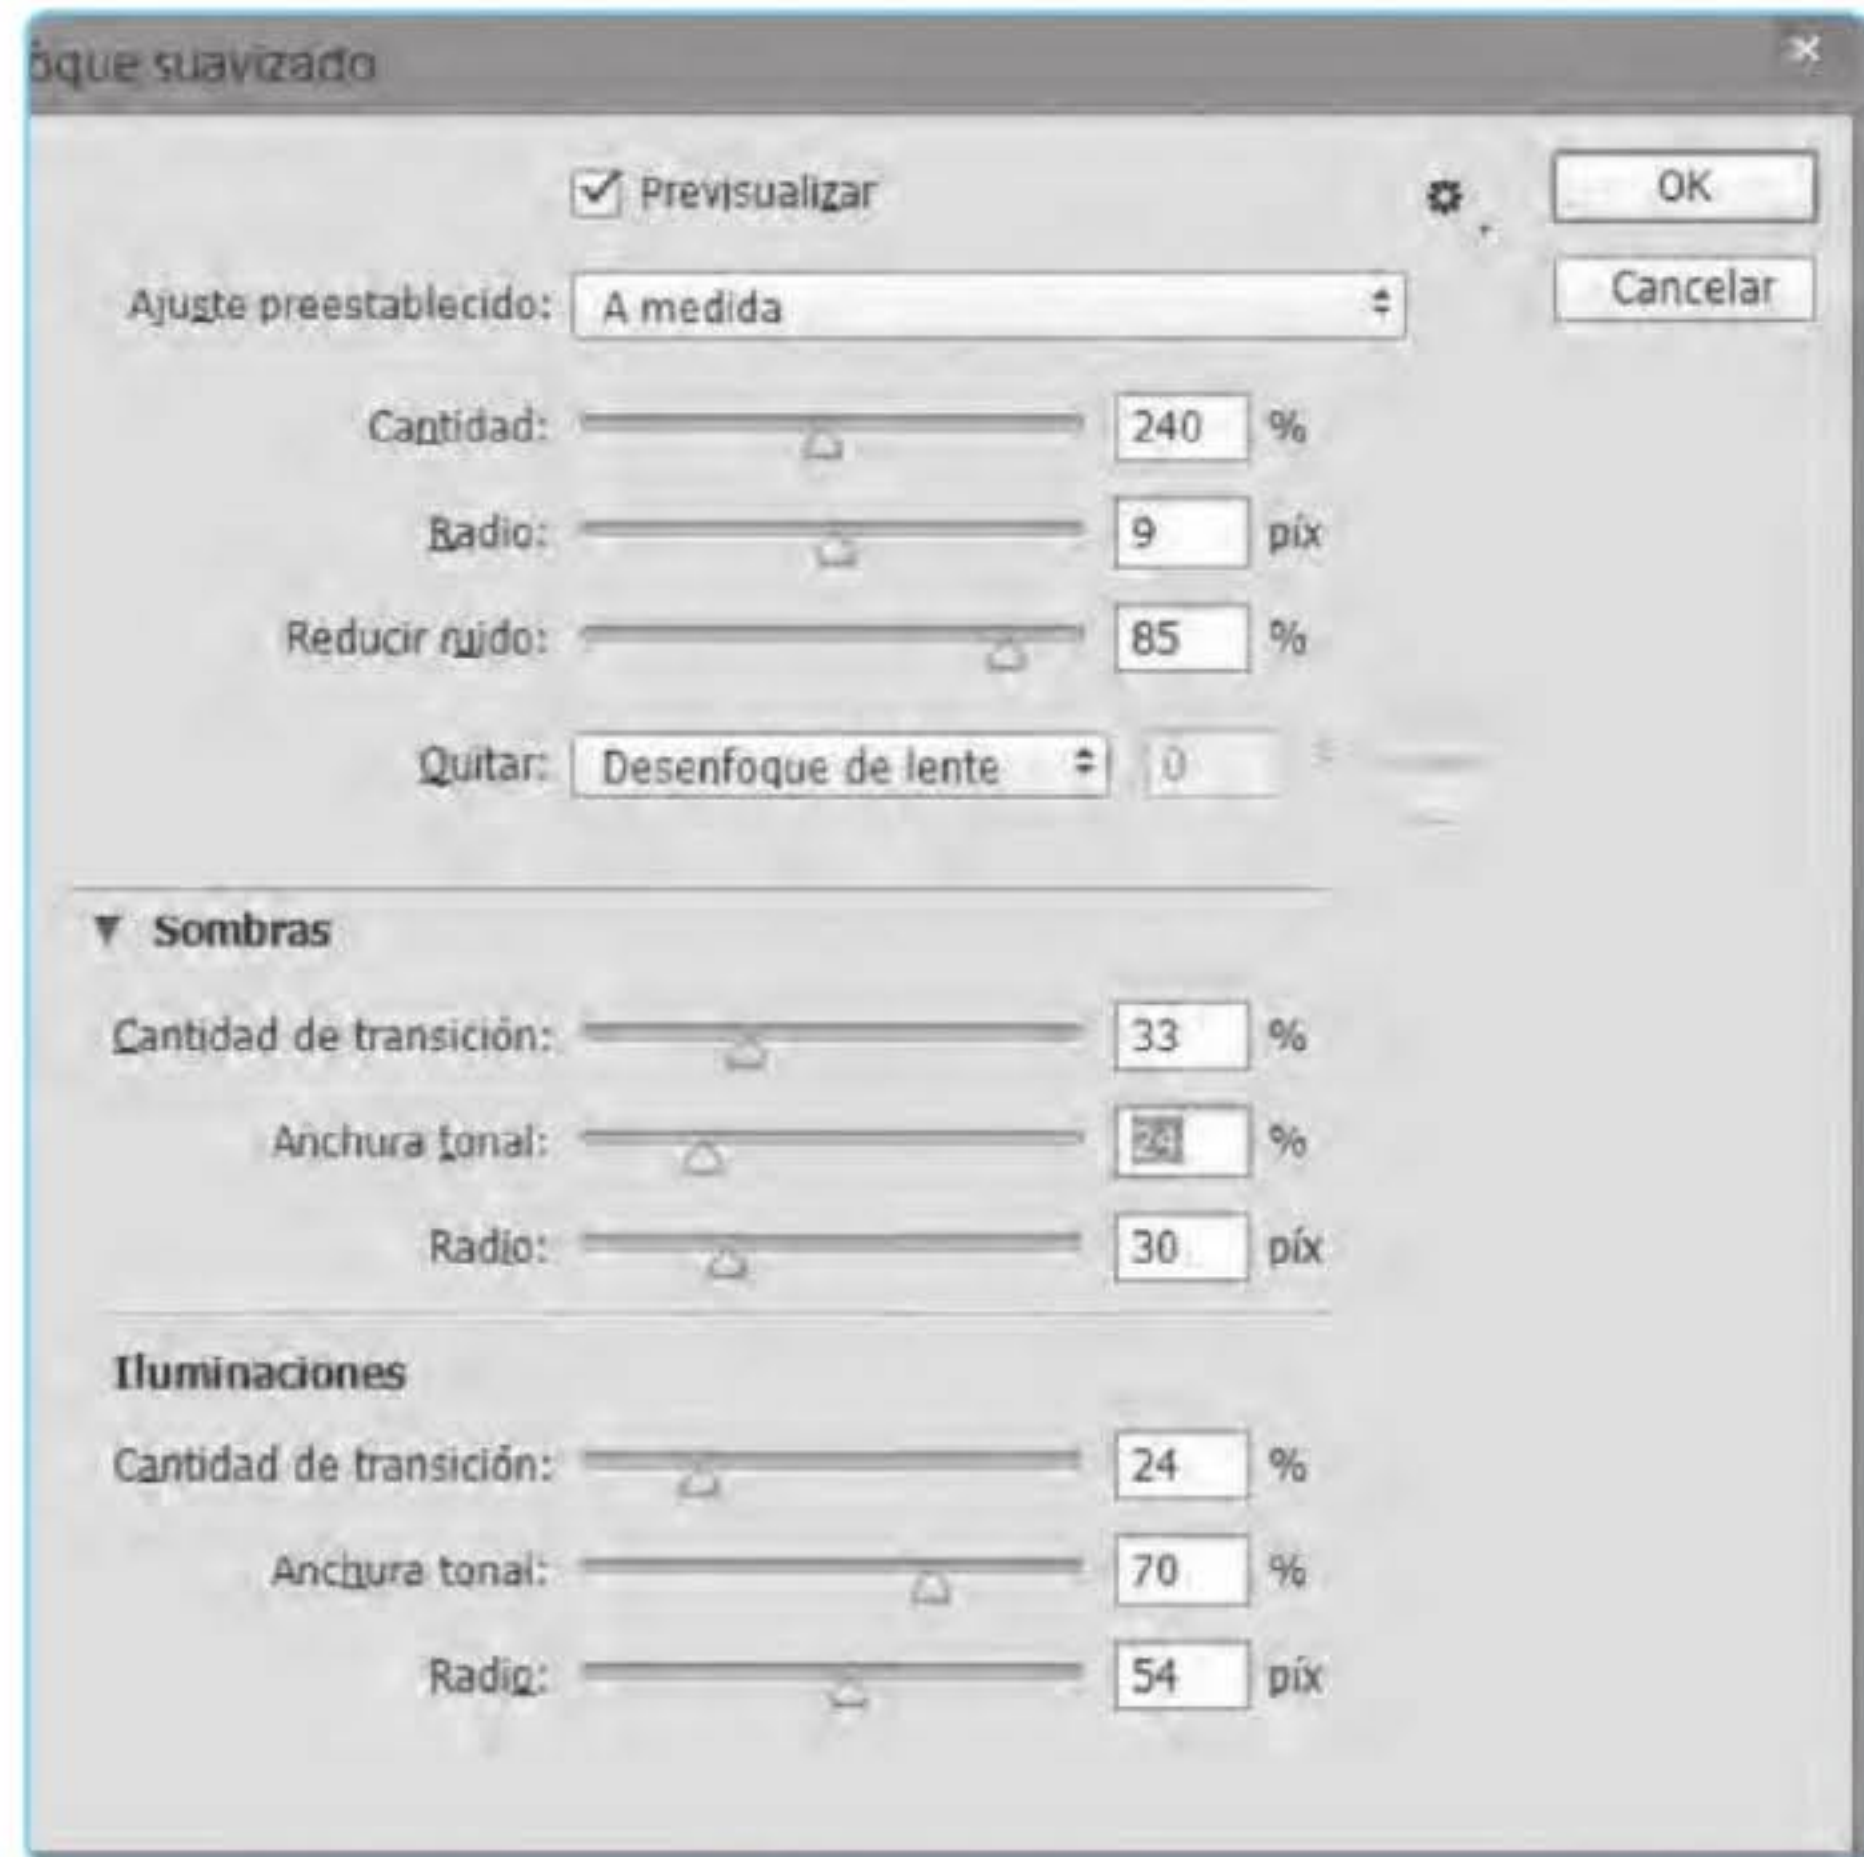 oque suavizado
Previsualizar
OK
Ajuste preestablecido: A medida
Cancelar
Cantidad: 240 %
Radio: 9 píx
Reducir ruido: 85 %
Quitar: Desenfoque de lente 0
Sombras
Cantidad de transición: 33 %
Anchura tonal: %
Radio: 30 píx
Iluminaciones
Cantidad de transición: 24 %
Anchura tonal: 70 %
Radio: 54 píx